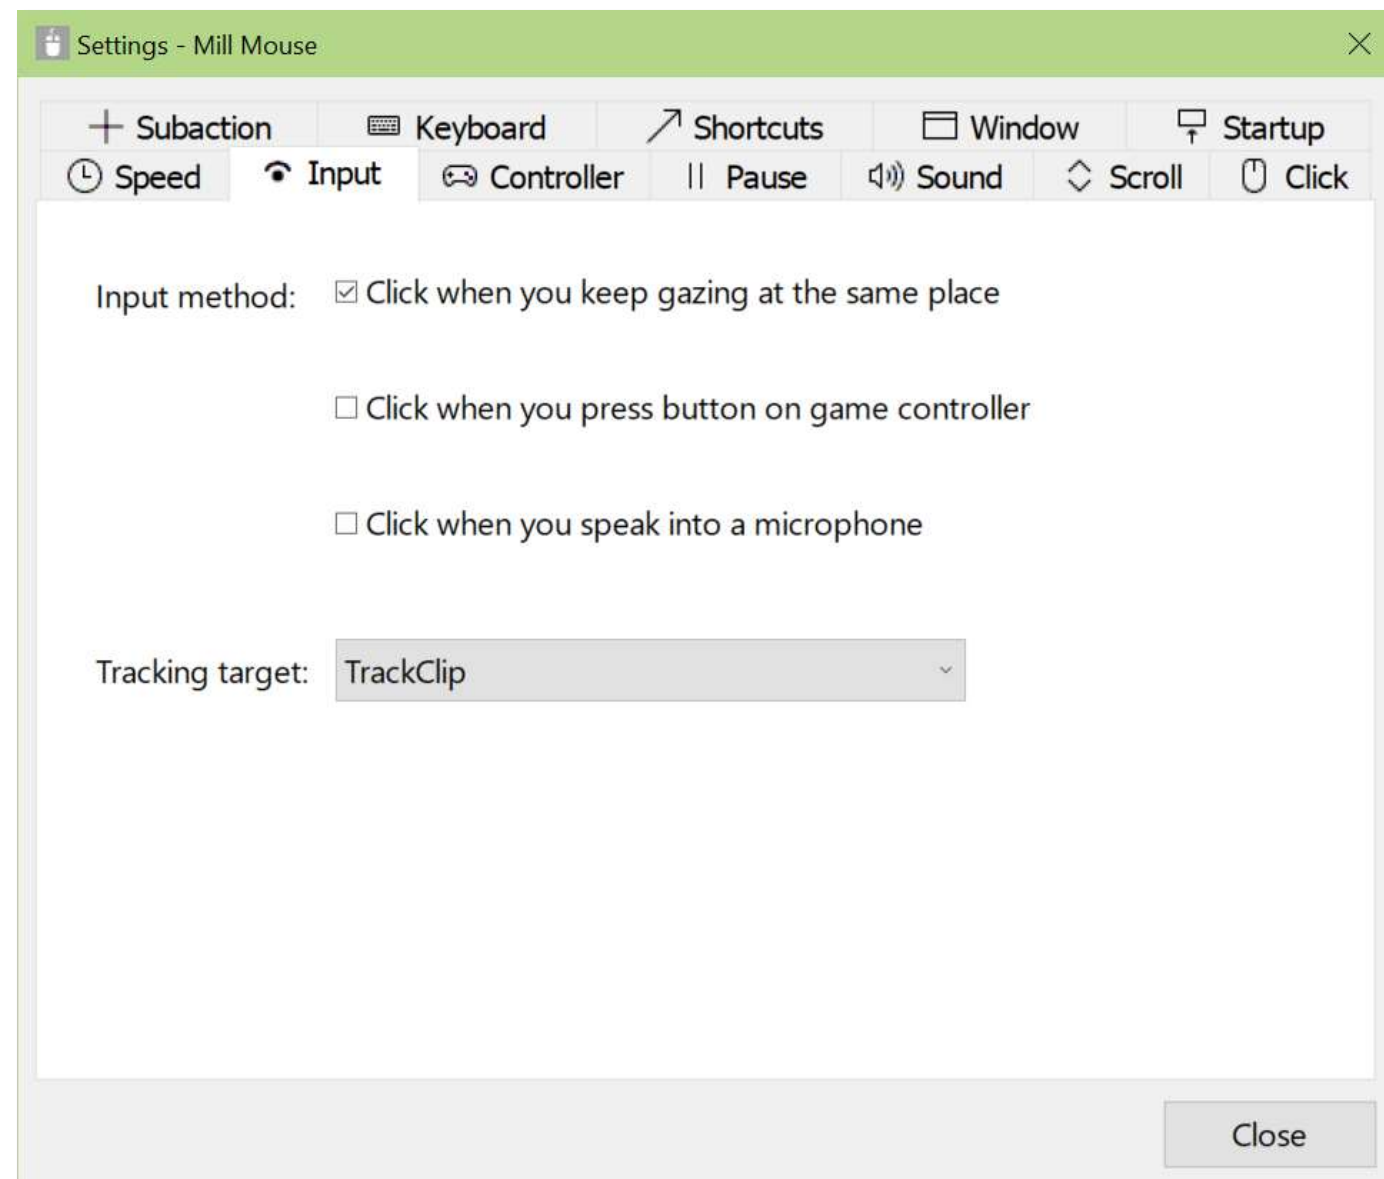 Settings - Mill Mouse
Subaction Keyboard Shortcuts Window Startup
Speed Input Controller Pause Sound Scroll Click
Input method: Click when you keep gazing at the same place
Click when you press button on game controller
Click when you speak into a microphone
Tracking target: TrackClip
Close